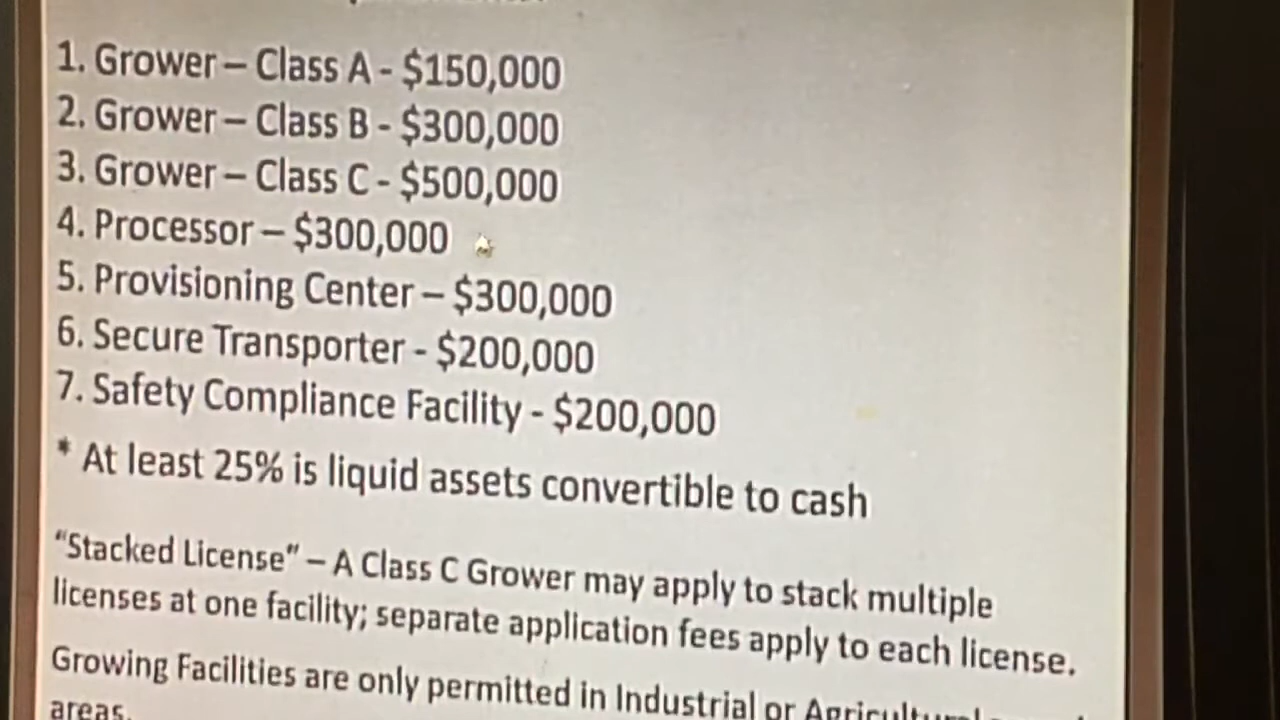 1. Grower – Class A - $150,000
2. Grower – Class B - $300,000
3. Grower – Class C - $500,000
4. Processor – $300,000
5. Provisioning Center – $300,000
6. Secure Transporter - $200,000
7. Safety Compliance Facility - $200,000
* At least 25% is liquid assets convertible to cash
“Stacked License” – A Class C Grower may apply to stack multiple
licenses at one facility; separate application fees apply to each license.
Growing Facilities are only permitted in Industrial or Agricultural
areas.